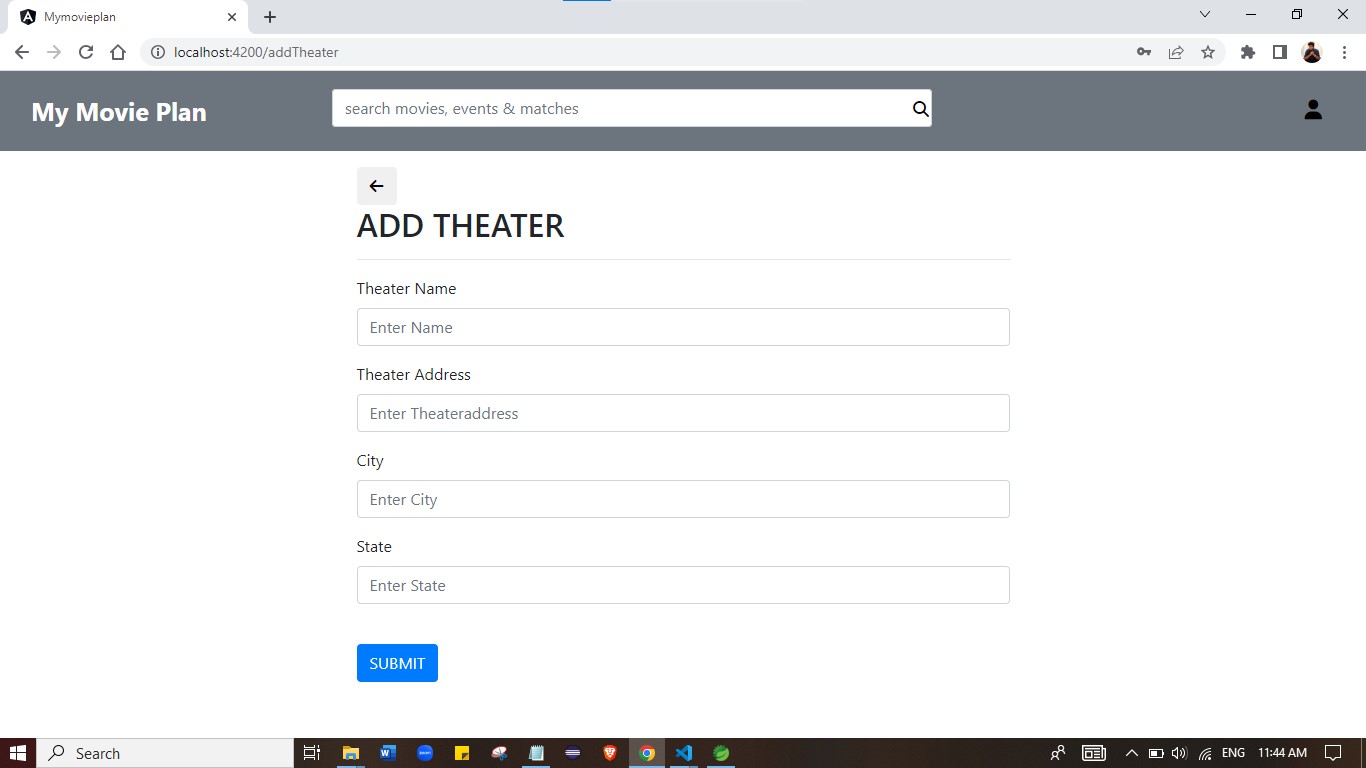 Mymovieplan
localhost:4200/addTheater
My Movie Plan
search movies, events & matches
ADD THEATER
Theater Name
Enter Name
Theater Address
Enter Theateraddress
City
Enter City
State
Enter State
SUBMIT
Search
ENG
11:44 AM